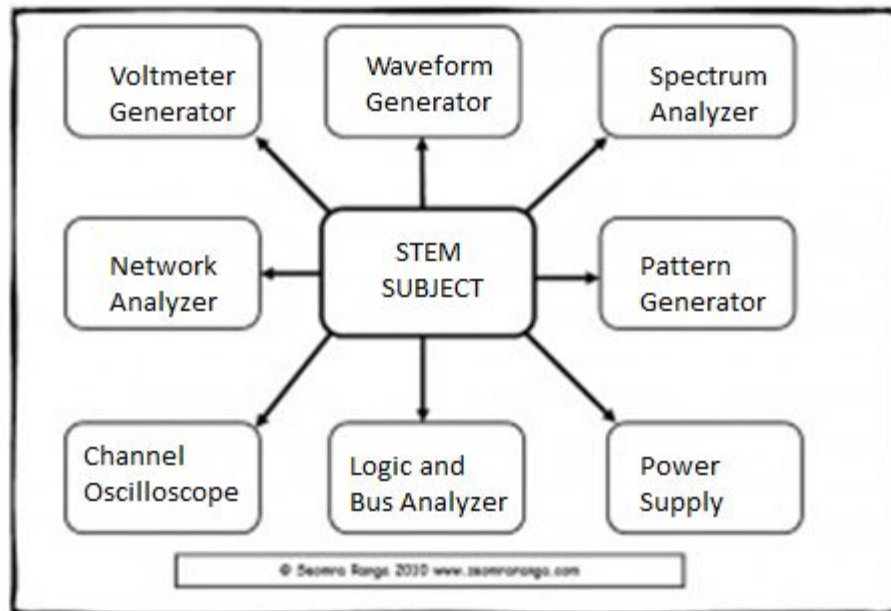 Voltmeter
Generator
Waveform
Generator
Spectrum
Analyzer
Network
Analyzer
STEM
SUBJECT
Pattern
Generator
Channel
Oscilloscope
Logic and
Bus Analyzer
Power
Supply
© Seomra Ranga 2010 www.seomraranga.com